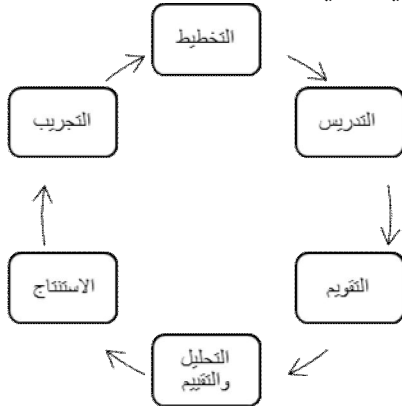 التخطيط
التدريس
التقويم
التحليل
والتقييم
الاستنتاج
التجريب